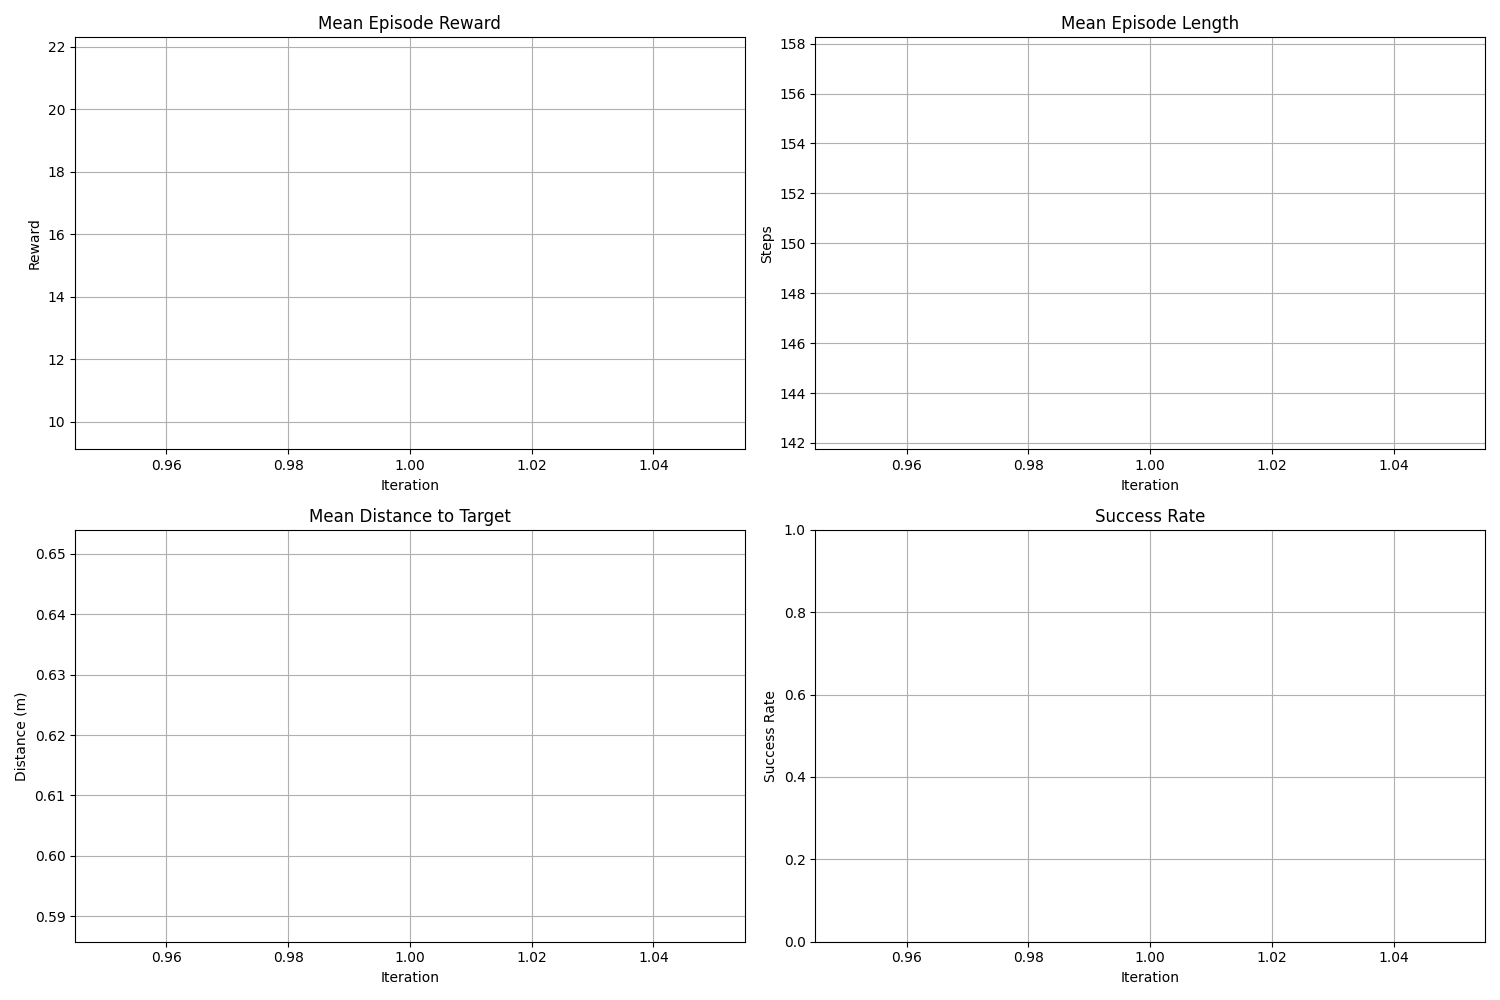 Mean Episode Reward
22
20
18
16
14
12
10
Reward
0.96 0.98 1.00 1.02 1.04
Iteration
Mean Episode Length
158
156
154
152
150
148
146
144
142
Steps
0.96 0.98 1.00 1.02 1.04
Iteration
Mean Distance to Target
0.65
0.64
0.63
0.62
0.61
0.60
0.59
Distance (m)
0.96 0.98 1.00 1.02 1.04
Iteration
Success Rate
1.0
0.8
0.6
0.4
0.2
0.0
Success Rate
0.96 0.98 1.00 1.02 1.04
Iteration